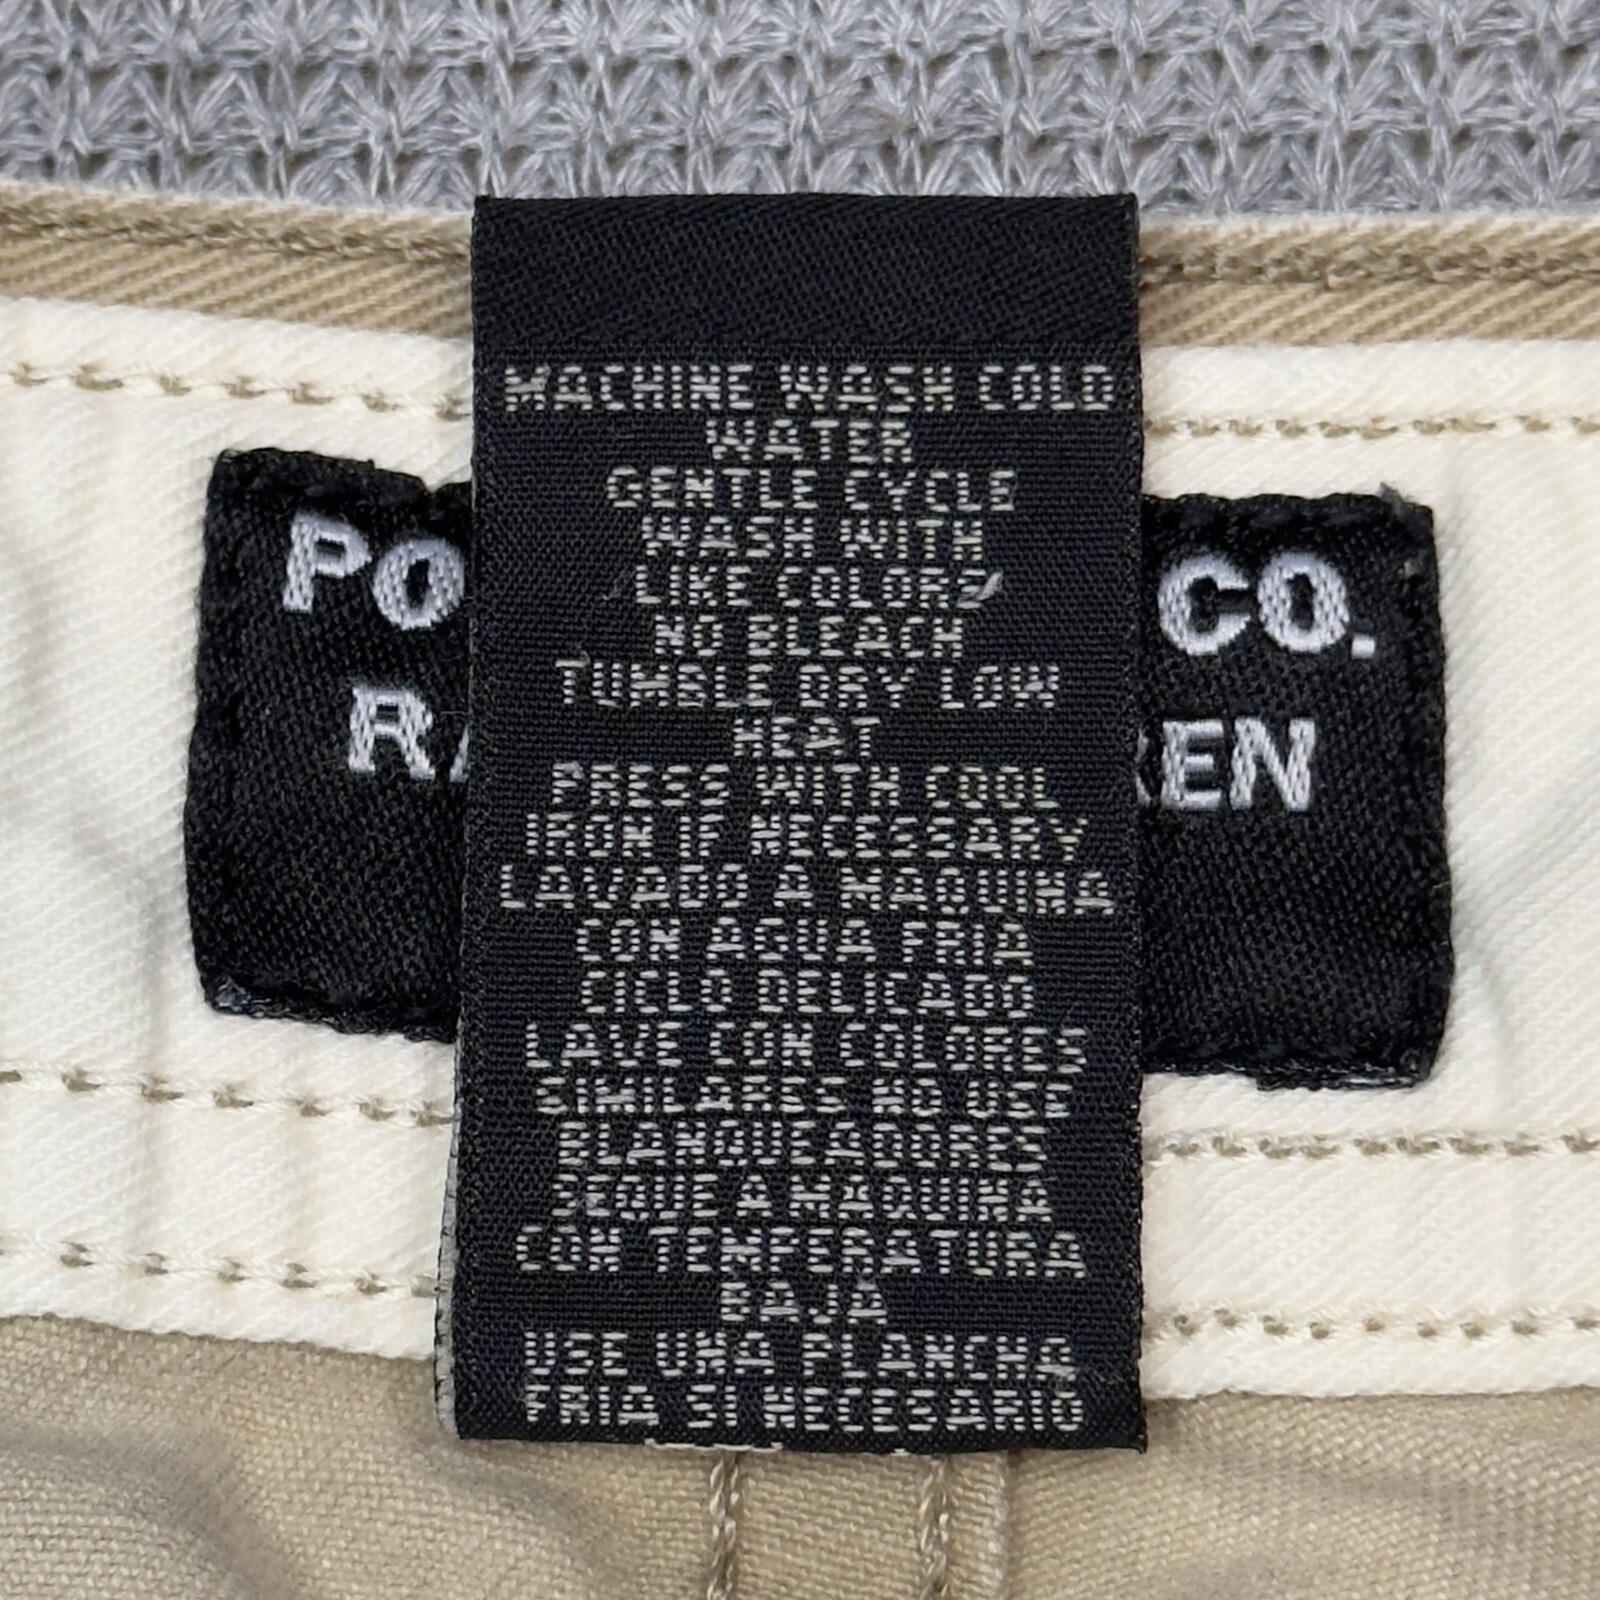 MACHINE WASH COLD
WATER
GENTLE CYCLE
WASH WITH
LIKE COLORS
NO BLEACH
TUMBLE DRY LOW
HEAT
PRESS WITH COOL
IRON IF NECESSARY
LAVADO A MAQUINA
CON AGUA FRIA
CICLO DELICADO
LAVE CON COLORES
SIMILARES NO USE
BLANQUEADORES
SEQUE A MAQUINA
CON TEMPERATURA
BAJA
USE UNA PLANCHA
FRIA SI NECESARIO
PO CO.
R EN